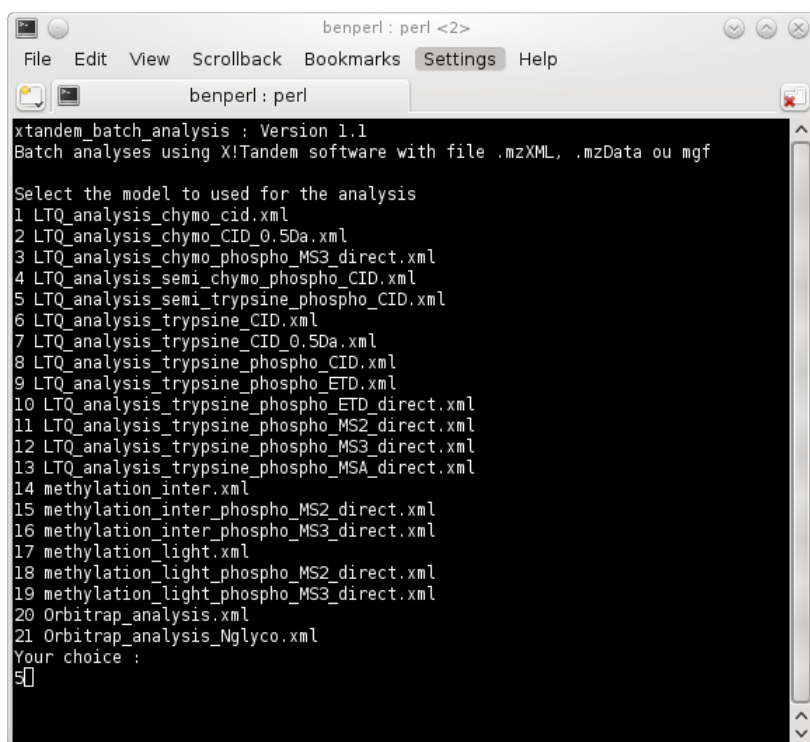 benperl : perl <2>
File Edit View Scrollback Bookmarks Settings Help
benperl : perl
xtandem_batch_analysis : Version 1.1
Batch analyses using X!Tandem software with file .mzXML, .mzData ou mgf
Select the model to used for the analysis
1 LTQ_analysis_chymo_cid.xml
2 LTQ_analysis_chymo_CID_0.5Da.xml
3 LTQ_analysis_chymo_phospho_MS3_direct.xml
4 LTQ_analysis_semi_chymo_phospho_CID.xml
5 LTQ_analysis_semi_trypsine_phospho_CID.xml
6 LTQ_analysis_trypsine_CID.xml
7 LTQ_analysis_trypsine_CID_0.5Da.xml
8 LTQ_analysis_trypsine_phospho_CID.xml
9 LTQ_analysis_trypsine_phospho_ETD.xml
10 LTQ_analysis_trypsine_phospho_ETD_direct.xml
11 LTQ_analysis_trypsine_phospho_MS2_direct.xml
12 LTQ_analysis_trypsine_phospho_MS3_direct.xml
13 LTQ_analysis_trypsine_phospho_MSA_direct.xml
14 methylation_inter.xml
15 methylation_inter_phospho_MS2_direct.xml
16 methylation_inter_phospho_MS3_direct.xml
17 methylation_light.xml
18 methylation_light_phospho_MS2_direct.xml
19 methylation_light_phospho_MS3_direct.xml
20 Orbitrap_analysis.xml
21 Orbitrap_analysis_Nglyco.xml
Your choice :
5